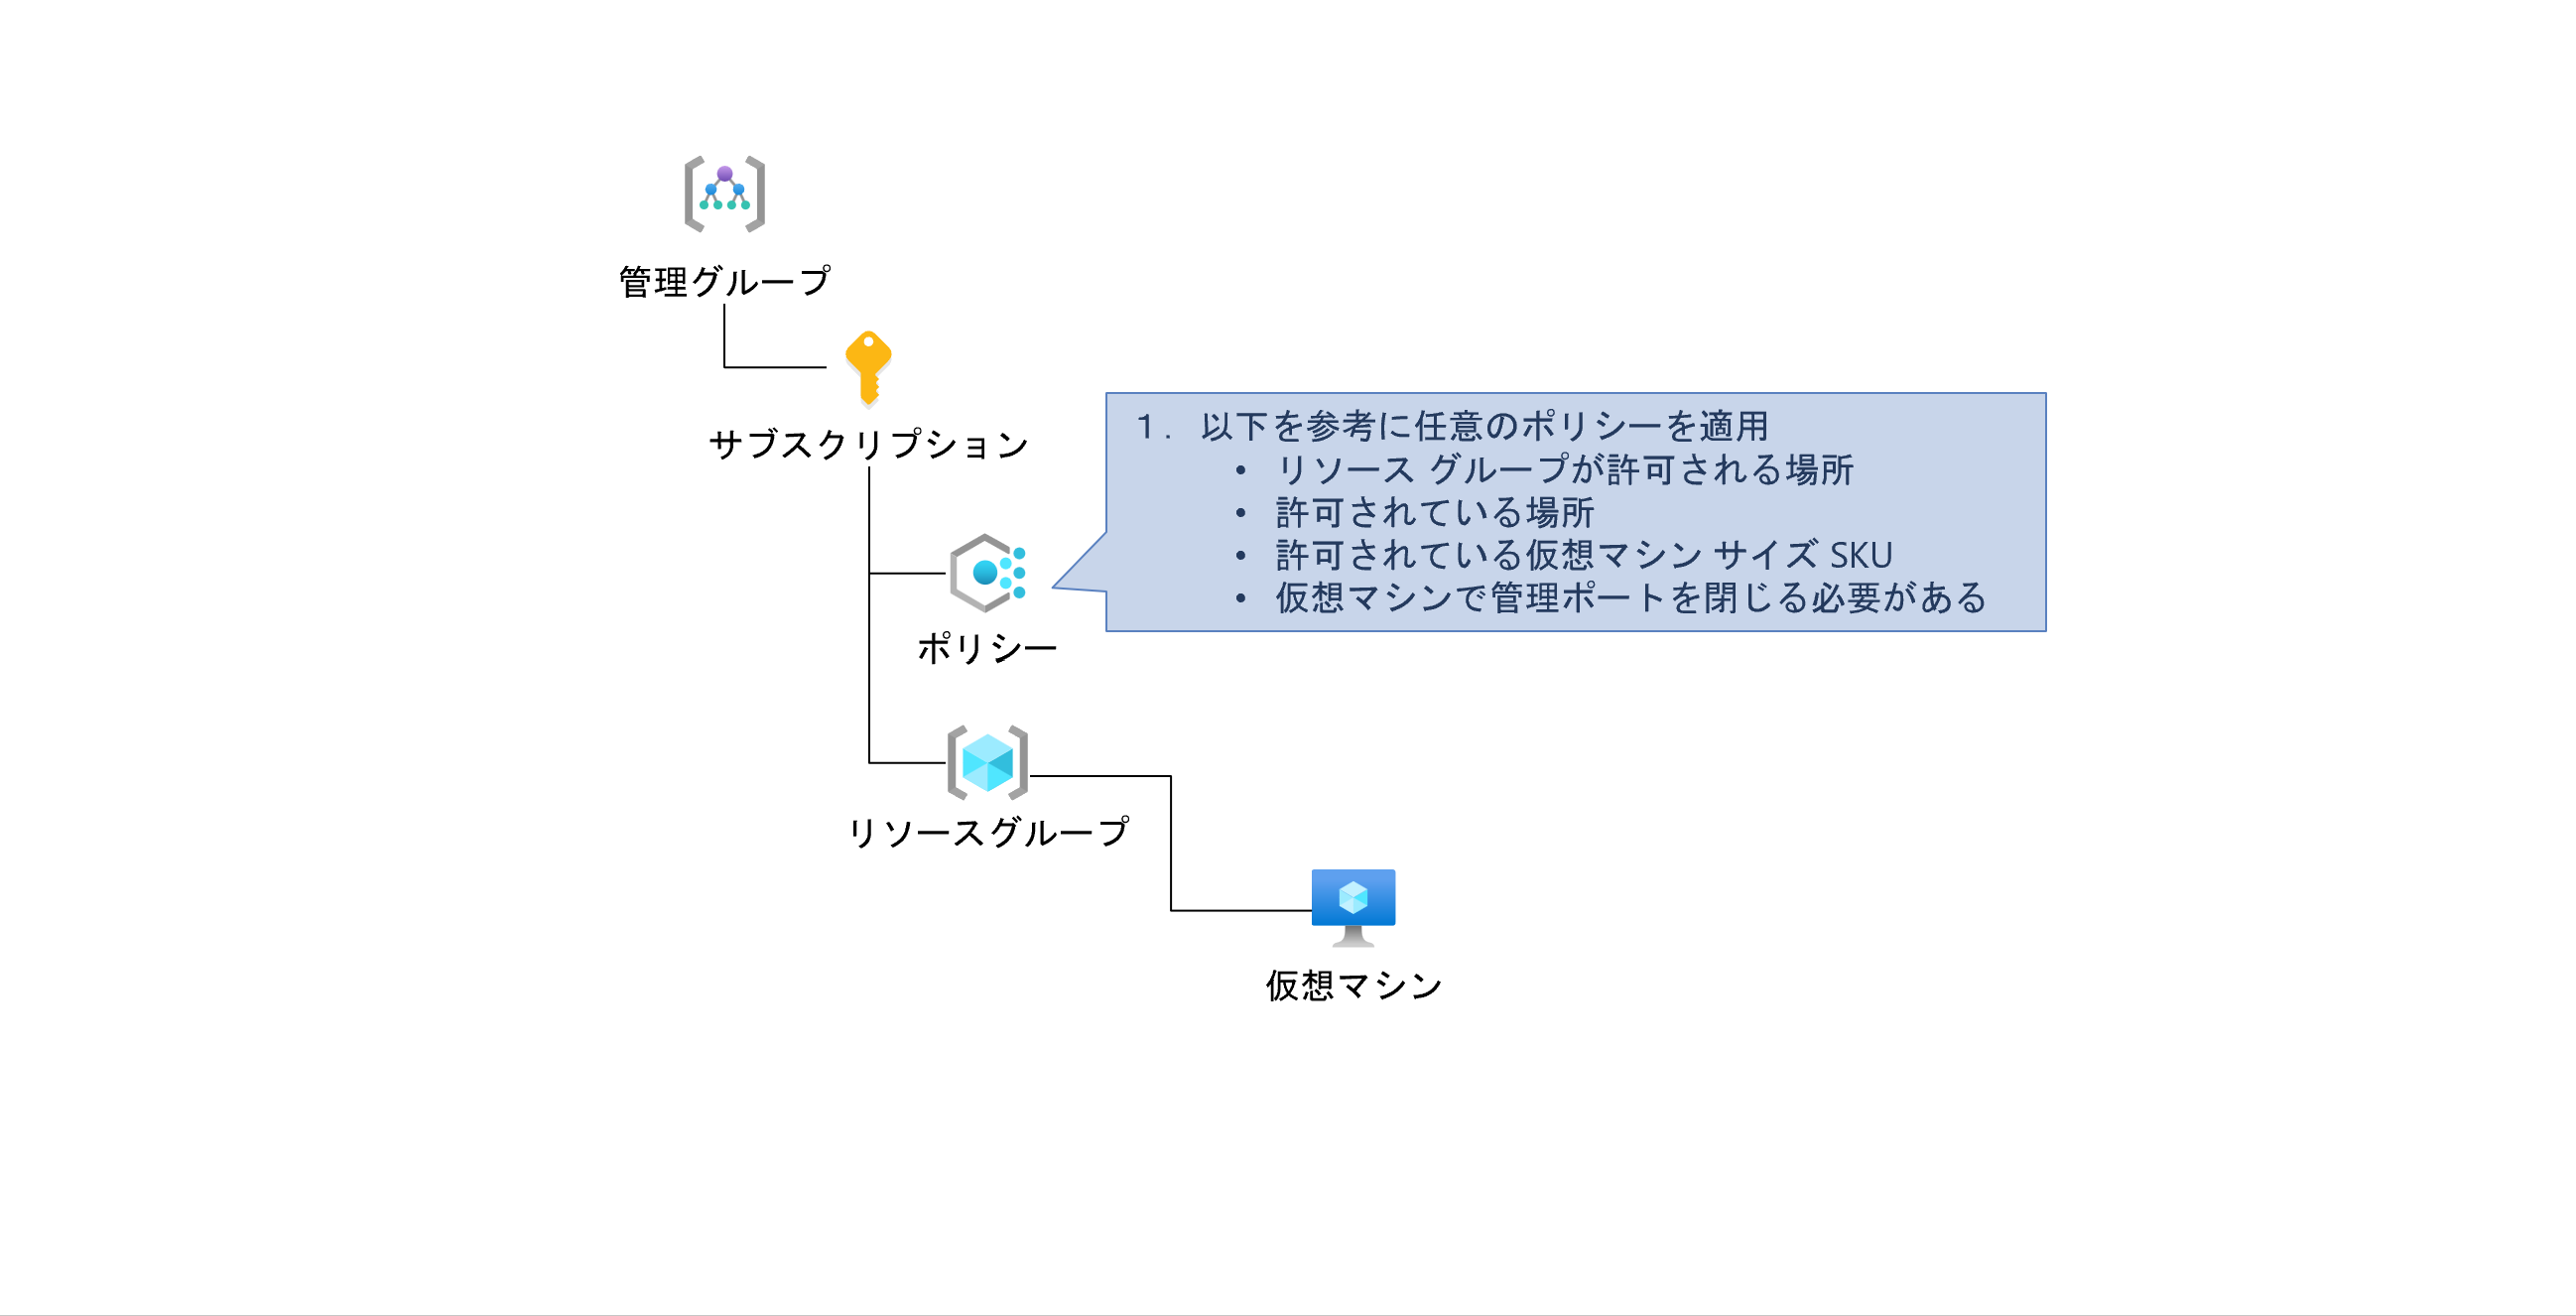 管理グループ
サブスクリプション
１． 以下を参考に任意のポリシーを適用
• リソース グループが許可される場所
• 許可されている場所
• 許可されている仮想マシン サイズ SKU
• 仮想マシンで管理ポートを閉じる必要がある
ポリシー
リソースグループ
仮想マシン